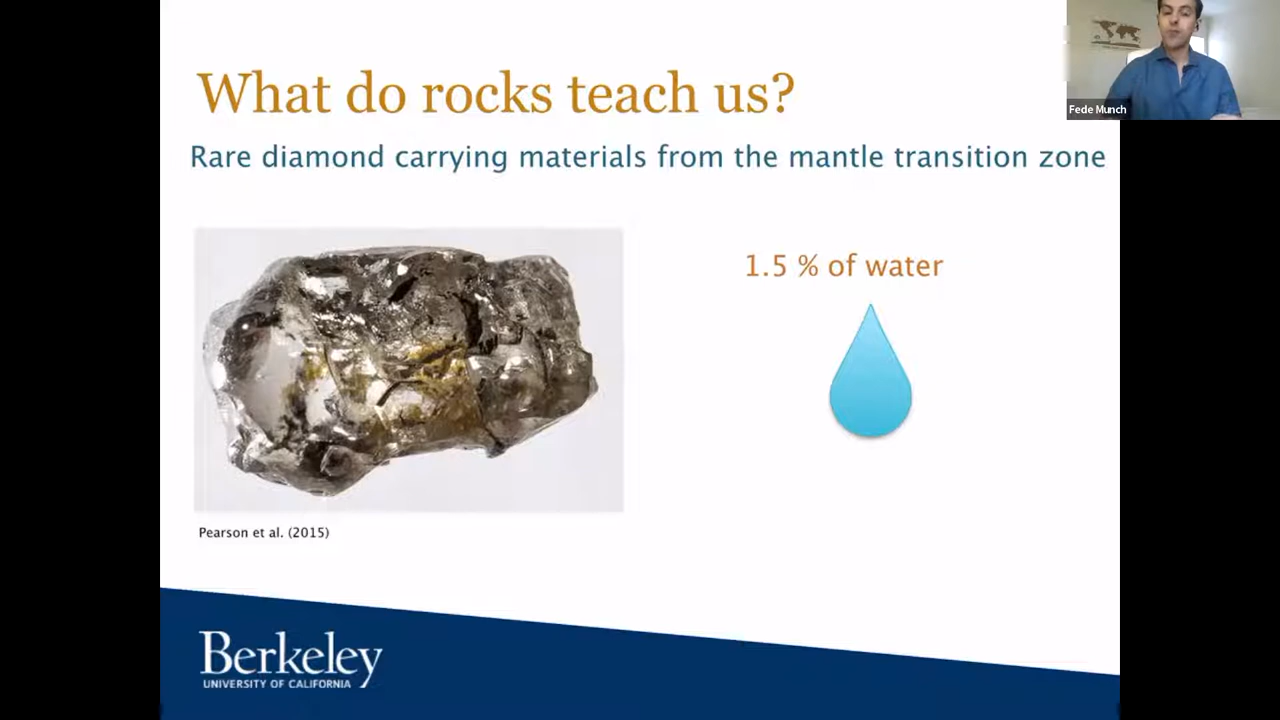 What do rocks teach us?
Rare diamond carrying materials from the mantle transition zone
1.5 % of water
Pearson et al. (2015)
Berkeley
UNIVERSITY OF CALIFORNIA
Fede Munch